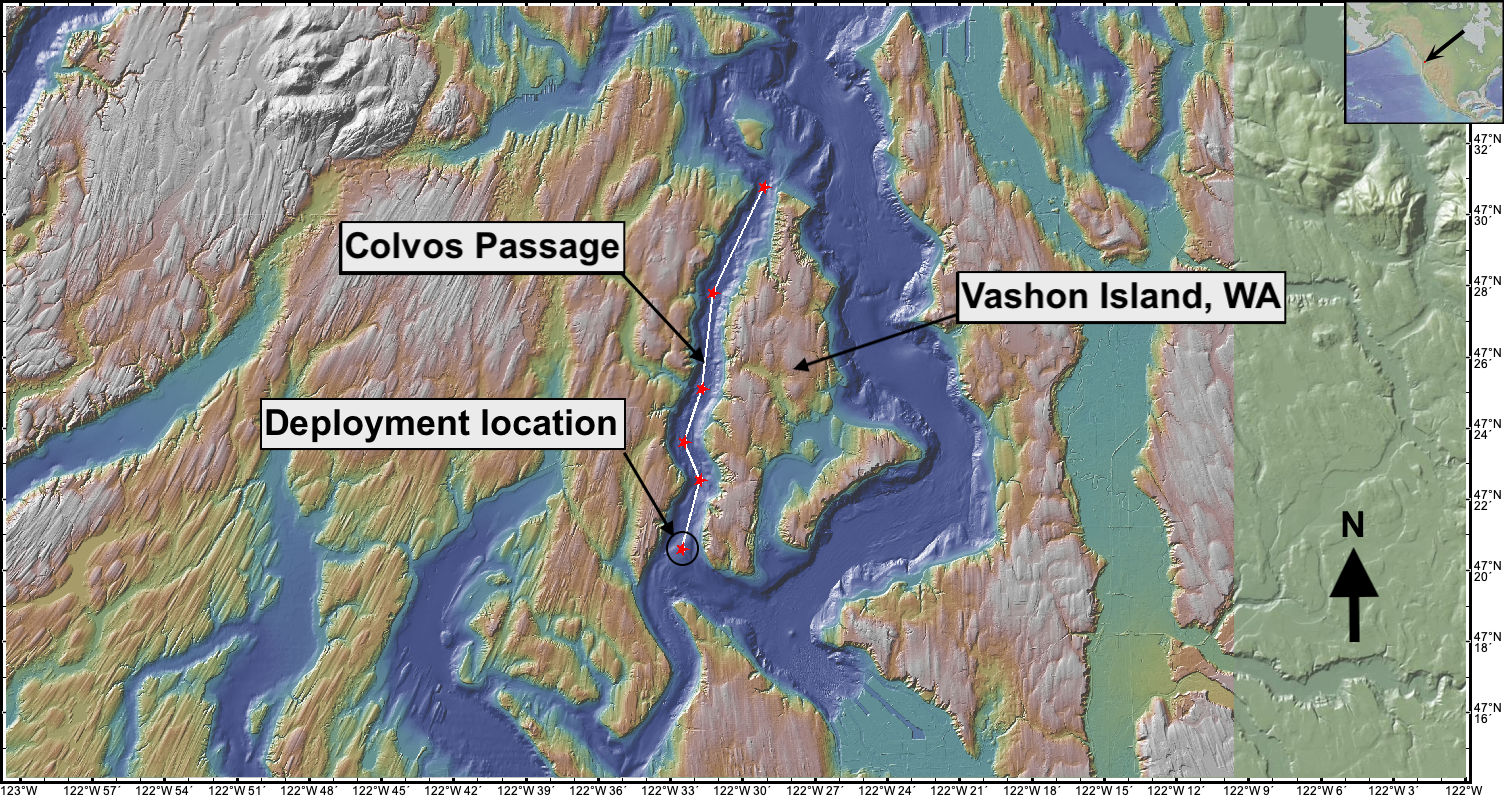 47°N
32´
47°N
30´
Colvos Passage
47°N
28´
Vashon Island, WA
47°N
26´
Deployment location
47°N
24´
47°N
22´
N
47°N
20´
47°N
18´
47°N
16´
123°W 122°W 57´ 122°W 54´ 122°W 51´ 122°W 48´ 122°W 45´ 122°W 42´ 122°W 39´ 122°W 36´ 122°W 33´ 122°W 30´ 122°W 27´ 122°W 24´ 122°W 21´ 122°W 18´ 122°W 15´ 122°W 12´ 122°W 9´ 122°W 6´ 122°W 3´ 122°W